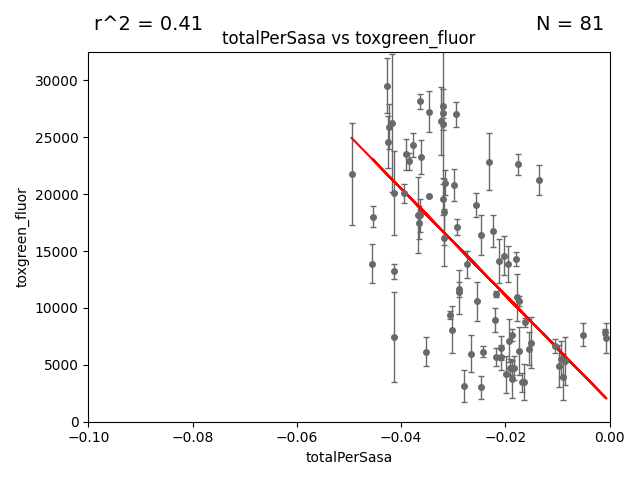 r^2 = 0.41
N = 81
totalPerSasa vs toxgreen_fluor
30000
25000
20000
15000
10000
5000
0
toxgreen_fluor
−0.10
−0.08
−0.06
−0.04
−0.02
0.00
totalPerSasa